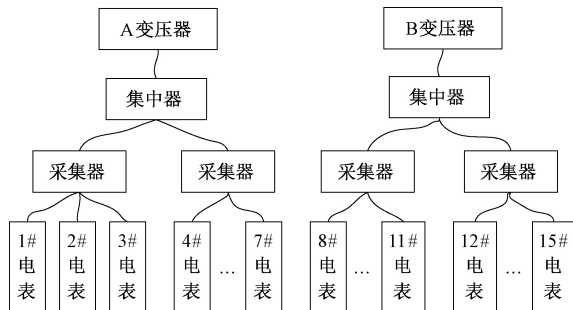 A变压器
B变压器
集中器
集中器
采集器
采集器
采集器
采集器
1#电表
2#电表
3#电表
4#电表
…
7#电表
8#电表
…
11#电表
12#电表
…
15#电表